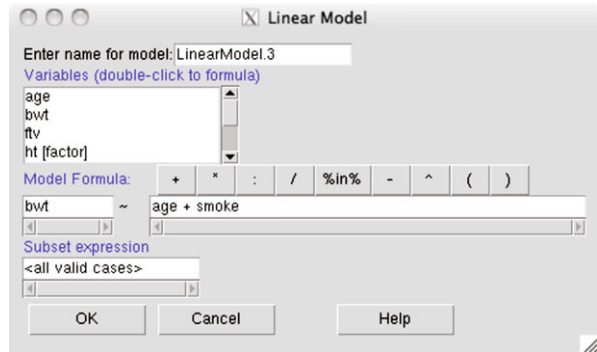 Linear Model
Enter name for model: LinearModel.3
Variables (double-click to formula)
age
bwt
ftv
ht [factor]
Model Formula: + * : / %in% - ^ ( )
bwt ~ age + smoke
Subset expression
<all valid cases>
OK Cancel Help